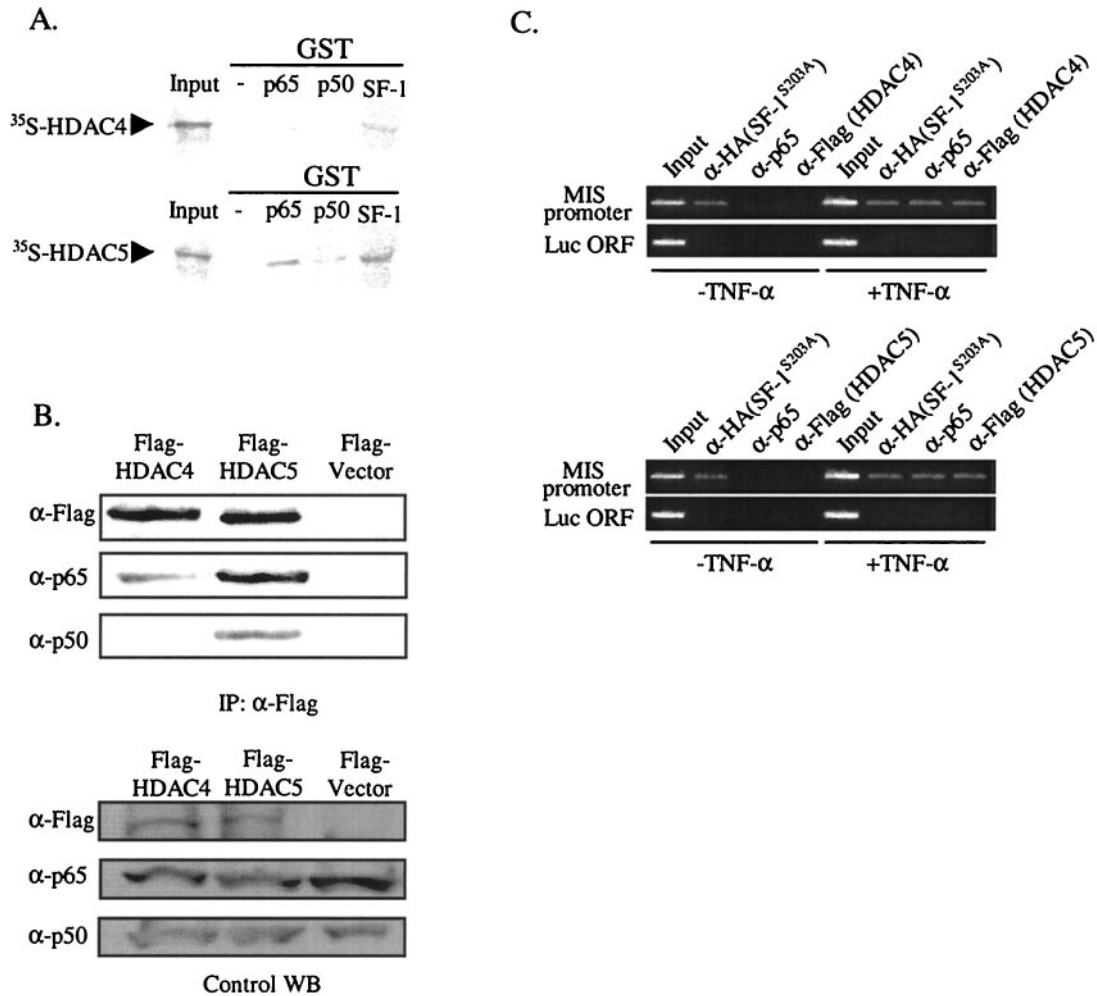 A.
GST
Input - p65 p50 SF-1
35S-HDAC4
GST
Input - p65 p50 SF-1
35S-HDAC5
B.
Flag-HDAC4 Flag-HDAC5 Flag-Vector
α-Flag
α-p65
α-p50
IP: α-Flag
Flag-HDAC4 Flag-HDAC5 Flag-Vector
α-Flag
α-p65
α-p50
Control WB
C.
Input α-HA(SF-1S203A) α-p65 α-Flag (HDAC4) Input α-HA(SF-1S203A) α-p65 α-Flag (HDAC4)
MIS
promoter
Luc ORF
-TNF-α +TNF-α
Input α-HA(SF-1S203A) α-p65 α-Flag (HDAC5) Input α-HA(SF-1S203A) α-p65 α-Flag (HDAC5)
MIS
promoter
Luc ORF
-TNF-α +TNF-α